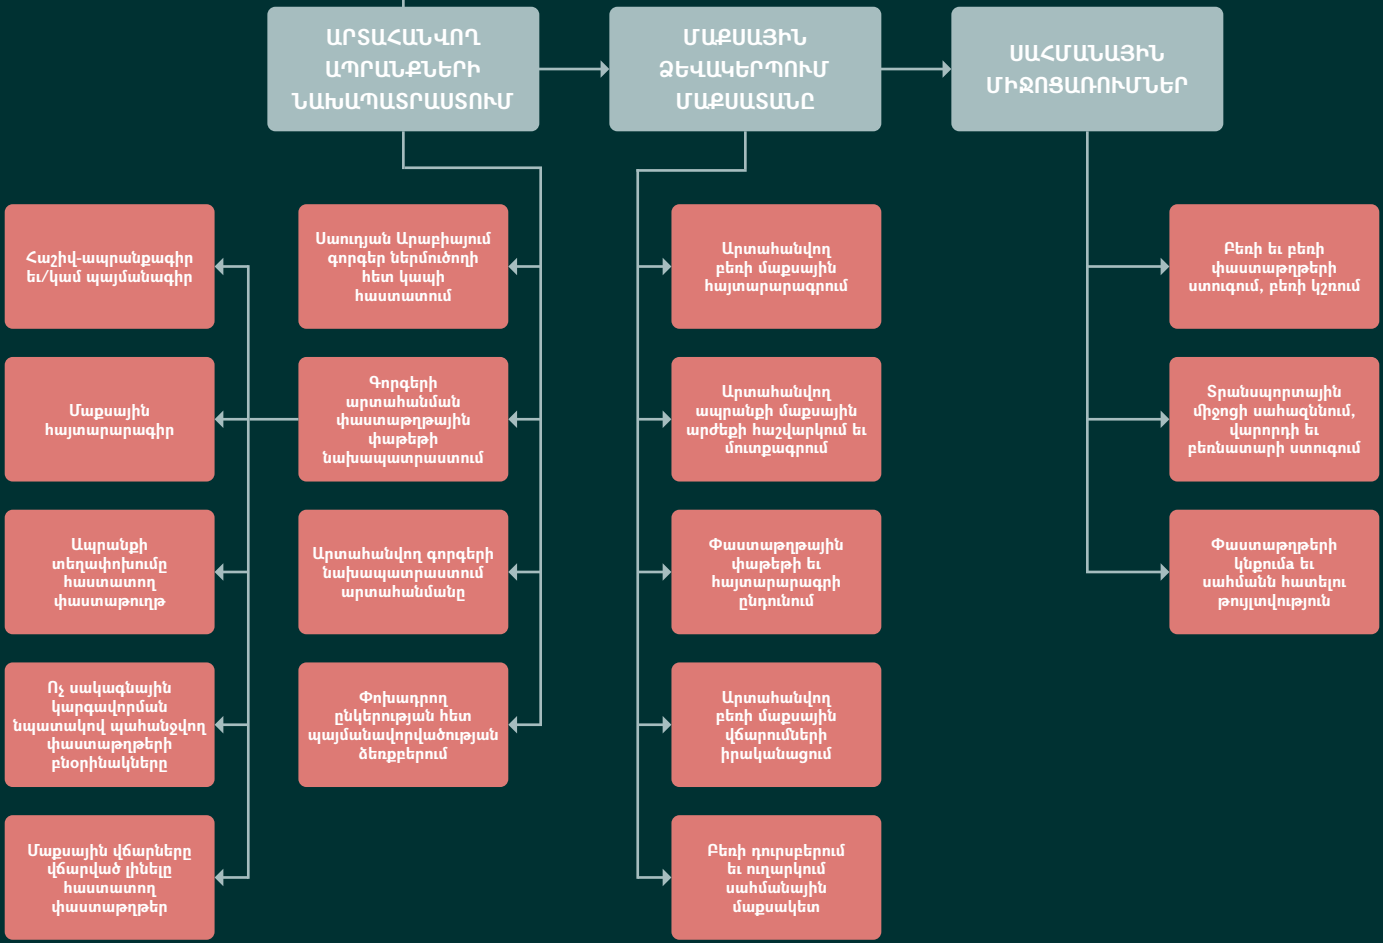 ԱՐՏԱՀԱՆՎՈՂ
ԱՊՐԱՆՔՆԵՐԻ
ՆԱԽԱՊԱՏՐԱՍՏՈՒՄ
ՄԱՔՍԱՅԻՆ
ՁԵՎԱԿԵՐՊՈՒՄ
ՄԱՔՍԱՏԱՆԸ
ՍԱՀՄԱՆԱՅԻՆ
ՄԻՋՈՑԱՌՈՒՄՆԵՐ
Հաշիվ-ապրանքագիր
եւ/կամ պայմանագիր
Մաքսային
հայտարարագիր
Ապրանքի
տեղափոխումը
հաստատող
փաստաթուղթ
Ոչ սակագնային
կարգավորման
նպատակով պահանջվող
փաստաթղթերի
բնօրինակները
Մաքսային վճարները
վճարված լինելը
հաստատող
փաստաթղթեր
Սաուդյան Արաբիայում
գորգեր ներմուծողի
հետ կապի
հաստատում
Գորգերի
արտահանման
փաստաթղթային
փաթեթի
նախապատրաստում
Արտահանվող գորգերի
նախապատրաստում
արտահանմանը
Փոխադրող
ընկերության հետ
պայմանավորվածության
ձեռքբերում
Արտահանվող
բեռի մաքսային
հայտարարագրում
Արտահանվող
ապրանքի մաքսային
արժեքի հաշվարկում եւ
մուտքագրում
Փաստաթղթային
փաթեթի եւ
հայտարարագրի
ընդունում
Արտահանվող
բեռի մաքսային
վճարումների
իրականացում
Բեռի դուրսբերում
եւ ուղարկում
սահմանային
մաքսակետ
Բեռի եւ բեռի
փաստաթղթերի
ստուգում, բեռի կշռում
Տրանսպորտային
միջոցի սահազննում,
վարորդի եւ
բեռնատարի ստուգում
Փաստաթղթերի
կնքումa եւ
սահմանն հատելու
թույլտվություն